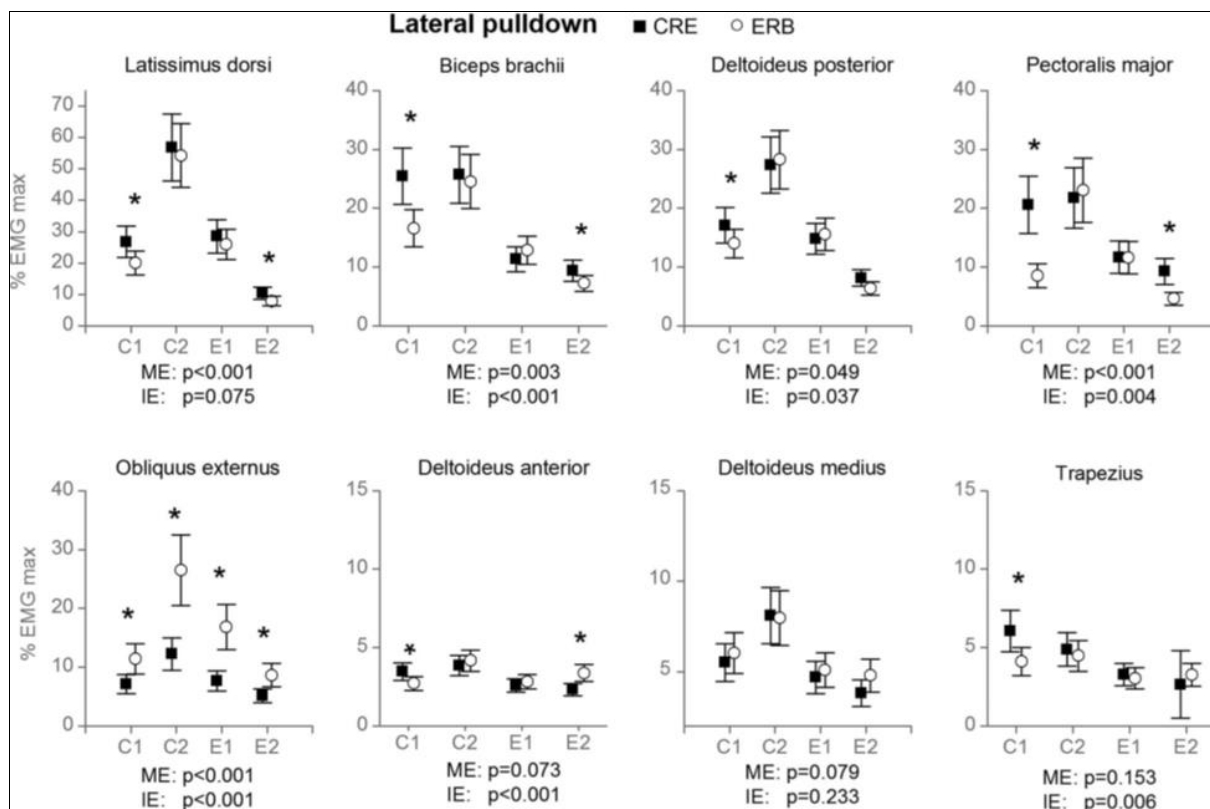 Lateral pulldown ■ CRE ○ ERB
Latissimus dorsi
Biceps brachii
Deltoideus posterior
Pectoralis major
% EMG max
70
60
50
40
30
20
10
0
*
*
C1 C2 E1 E2
ME: p<0.001
IE: p=0.075
40
30
20
10
0
*
*
C1 C2 E1 E2
ME: p=0.003
IE: p<0.001
40
30
20
10
0
*
C1 C2 E1 E2
ME: p=0.049
IE: p=0.037
40
30
20
10
0
*
*
C1 C2 E1 E2
ME: p<0.001
IE: p=0.004
Obliquus externus
Deltoideus anterior
Deltoideus medius
Trapezius
% EMG max
40
30
20
10
0
*
*
*
*
C1 C2 E1 E2
ME: p<0.001
IE: p<0.001
15
10
5
0
*
*
C1 C2 E1 E2
ME: p=0.073
IE: p<0.001
15
10
5
C1 C2 E1 E2
ME: p=0.079
IE: p=0.233
15
10
5
0
*
C1 C2 E1 E2
ME: p=0.153
IE: p=0.006